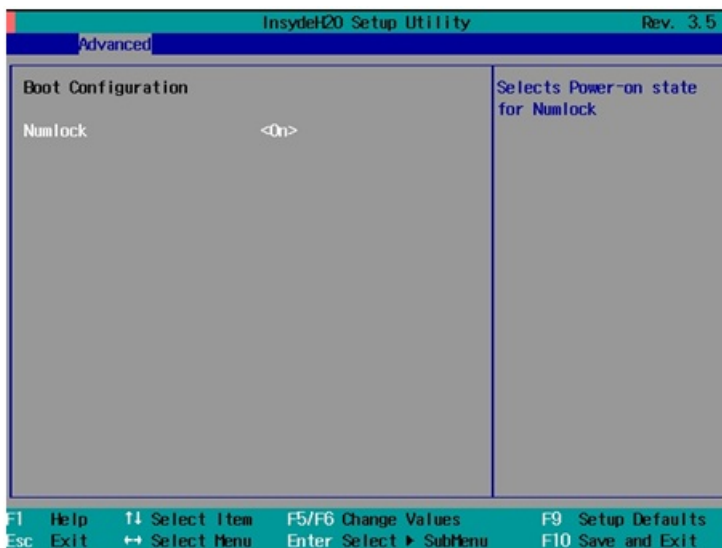 InsydeH20 Setup Utility Rev. 3.5
Advanced
Boot Configuration
Numlock <On>
Selects Power-on state
for Numlock
F1 Help ↑↓ Select Item F5/F6 Change Values F9 Setup Defaults
Esc Exit ↔ Select Menu Enter Select ▶ SubMenu F10 Save and Exit